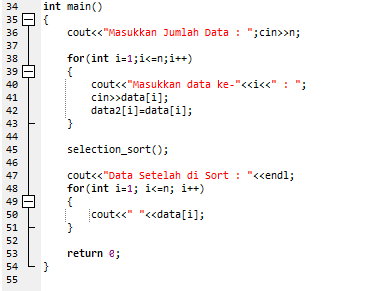 34 int main()
35 {
36     cout<<"Masukkan Jumlah Data : ";cin>>n;
37
38     for(int i=1;i<=n;i++)
39     {
40         cout<<"Masukkan data ke-"<<i<<" : ";
41         cin>>data[i];
42         data2[i]=data[i];
43     }
44
45     selection_sort();
46
47     cout<<"Data Setelah di Sort : "<<endl;
48     for(int i=1; i<=n; i++)
49     {
50         cout<<" "<<data[i];
51     }
52
53     return 0;
54 }
55